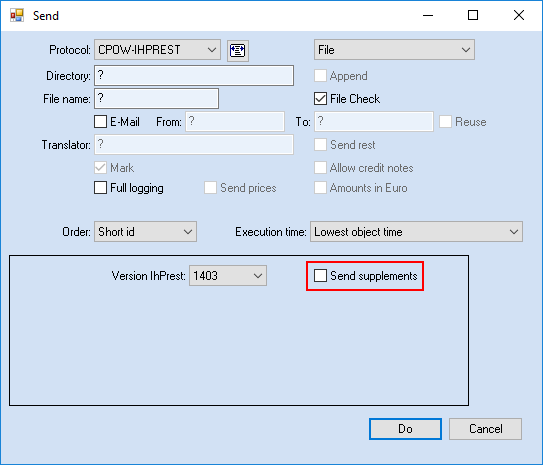 Send
Protocol: CPOW-IHPREST File
Directory: ? Append
File name: ? File Check
E-Mail From: ? To: ? Reuse
Translator: ? Send rest
Mark Allow credit notes
Full logging Send prices Amounts in Euro
Order: Short id Execution time: Lowest object time
Version IhPrest: 1403 Send supplements
Do Cancel